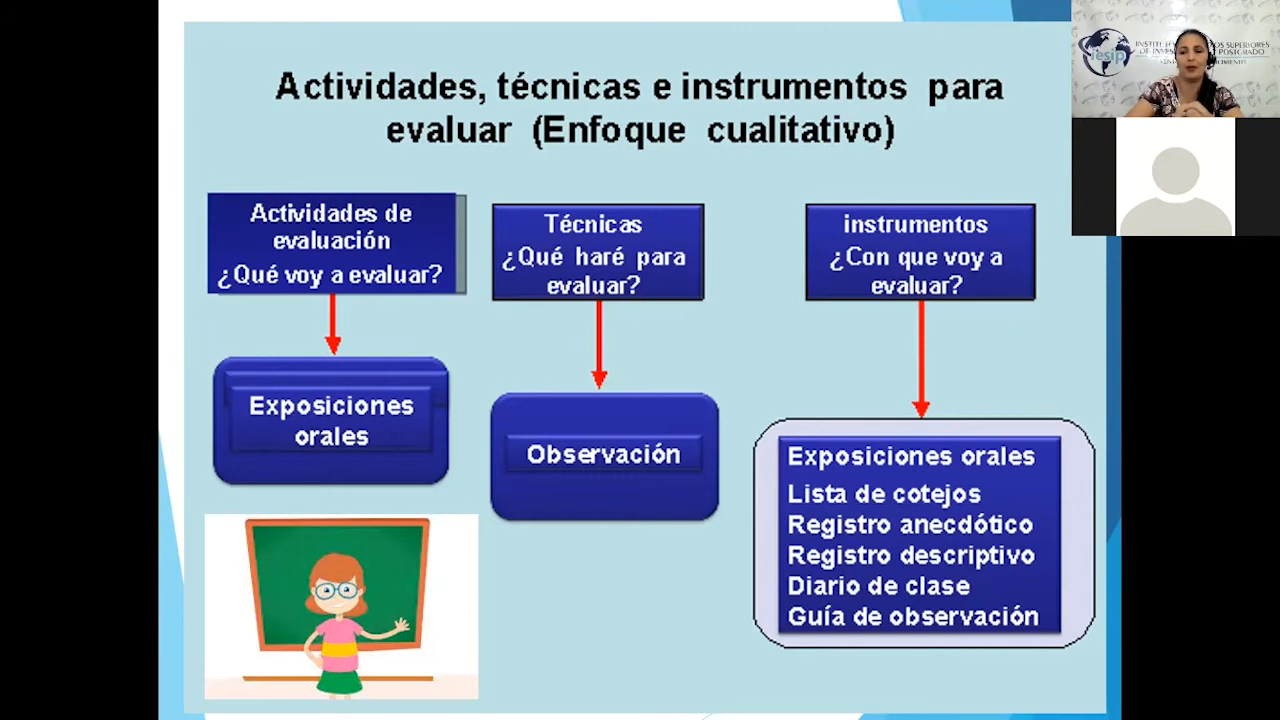 Actividades, técnicas e instrumentos para
evaluar (Enfoque cualitativo)
Actividades de
evaluación
¿Qué voy a evaluar?
Técnicas
¿Qué haré para
evaluar?
instrumentos
¿Con que voy a
evaluar?
Exposiciones
orales
Observación
Exposiciones orales
Lista de cotejos
Registro anecdótico
Registro descriptivo
Diario de clase
Guía de observación
iesip